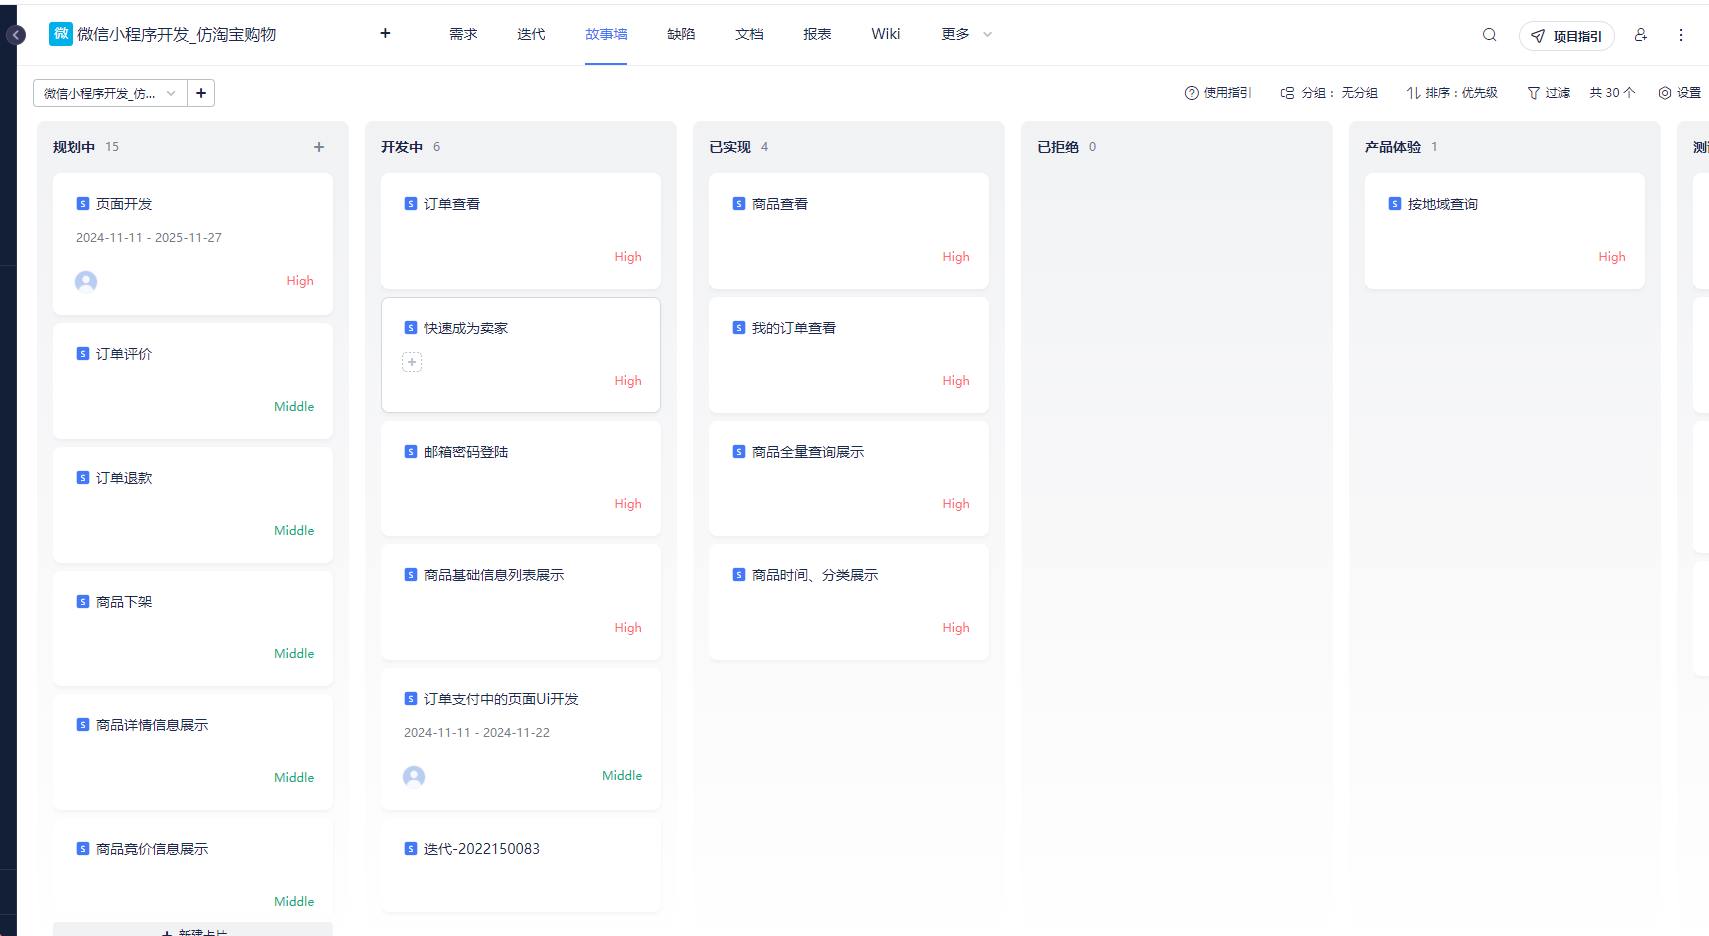 微 微信小程序开发_仿淘宝购物 + 需求 迭代 故事墙 缺陷 文档 报表 Wiki 更多 项目指引
微信小程序开发_仿... + 使用指引 分组： 无分组 排序：优先级 过滤 共 30 个 设置
规划中 15 +
S 页面开发
2024-11-11 - 2025-11-27
High
S 订单评价
Middle
S 订单退款
Middle
S 商品下架
Middle
S 商品详情信息展示
Middle
S 商品竞价信息展示
Middle
+ 新建卡片
开发中 6
S 订单查看
High
S 快速成为卖家
+
High
S 邮箱密码登陆
High
S 商品基础信息列表展示
High
S 订单支付中的页面Ui开发
2024-11-11 - 2024-11-22
Middle
S 迭代-2022150083
已实现 4
S 商品查看
High
S 我的订单查看
High
S 商品全量查询展示
High
S 商品时间、分类展示
High
已拒绝 0
产品体验 1
S 按地域查询
High